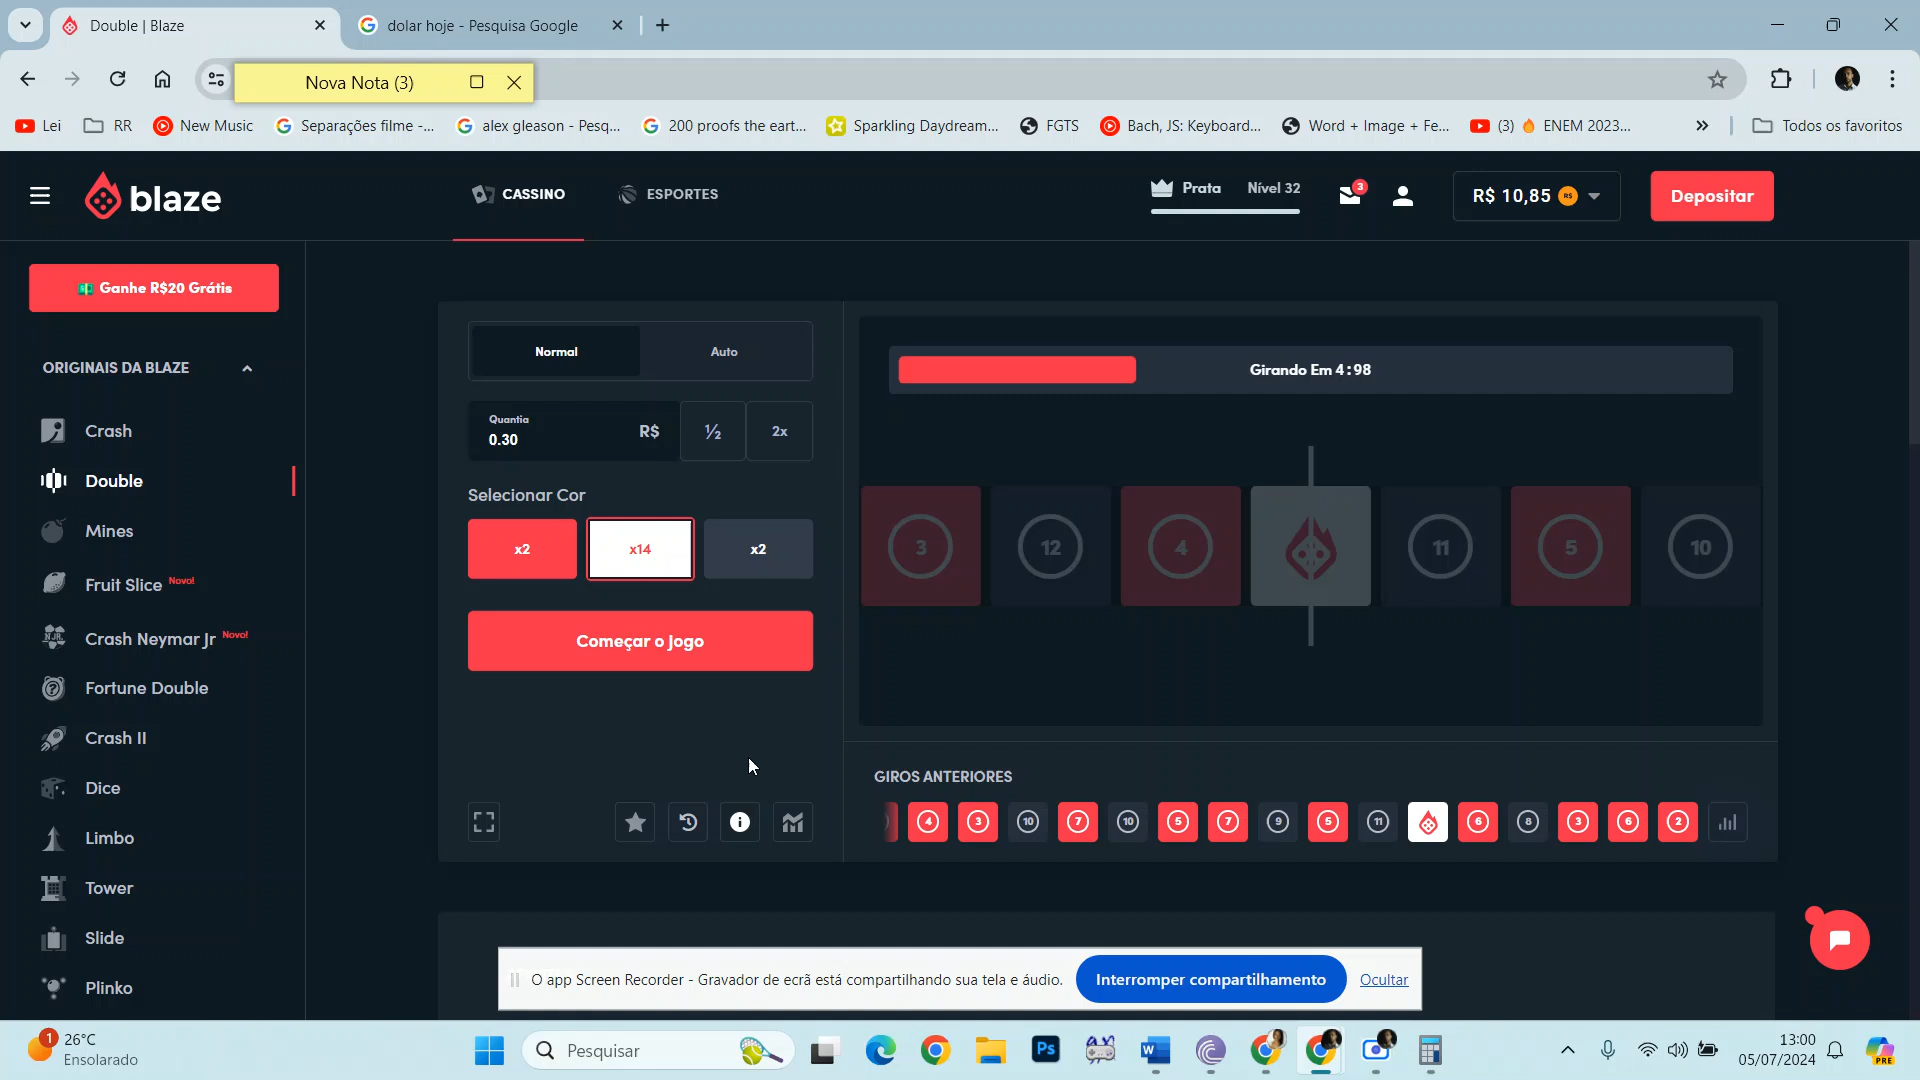 Double | Blaze
dolar hoje - Pesquisa Google
Nova Nota (3)
Lei
RR
New Music
Separações filme -...
alex gleason - Pesq...
200 proofs the eart...
Sparkling Daydream...
FGTS
Bach, JS: Keyboard...
Word + Image + Fe...
(3) 🔥 ENEM 2023...
Todos os favoritos
blaze
CASSINO
ESPORTES
Prata
Nível 32
3
R$ 10,85
R$
Depositar
Ganhe R$20 Grátis
ORIGINAIS DA BLAZE
Crash
Double
Mines
Fruit Slice Novo!
NJR.
Crash Neymar Jr Novo!
Fortune Double
Crash II
Dice
Limbo
Tower
Slide
Plinko
Normal
Auto
Quantia
0.30
R$
½
2x
Selecionar Cor
x2
x14
x2
Começar o Jogo
Girando Em 4:98
3
12
4
11
5
10
GIROS ANTERIORES
4
3
10
7
10
5
7
9
5
11
6
8
3
6
2
O app Screen Recorder - Gravador de ecrã está compartilhando sua tela e áudio.
Interromper compartilhamento
Ocultar
1
26°C
Ensolarado
Pesquisar
Ps
W
13:00
05/07/2024
PRE